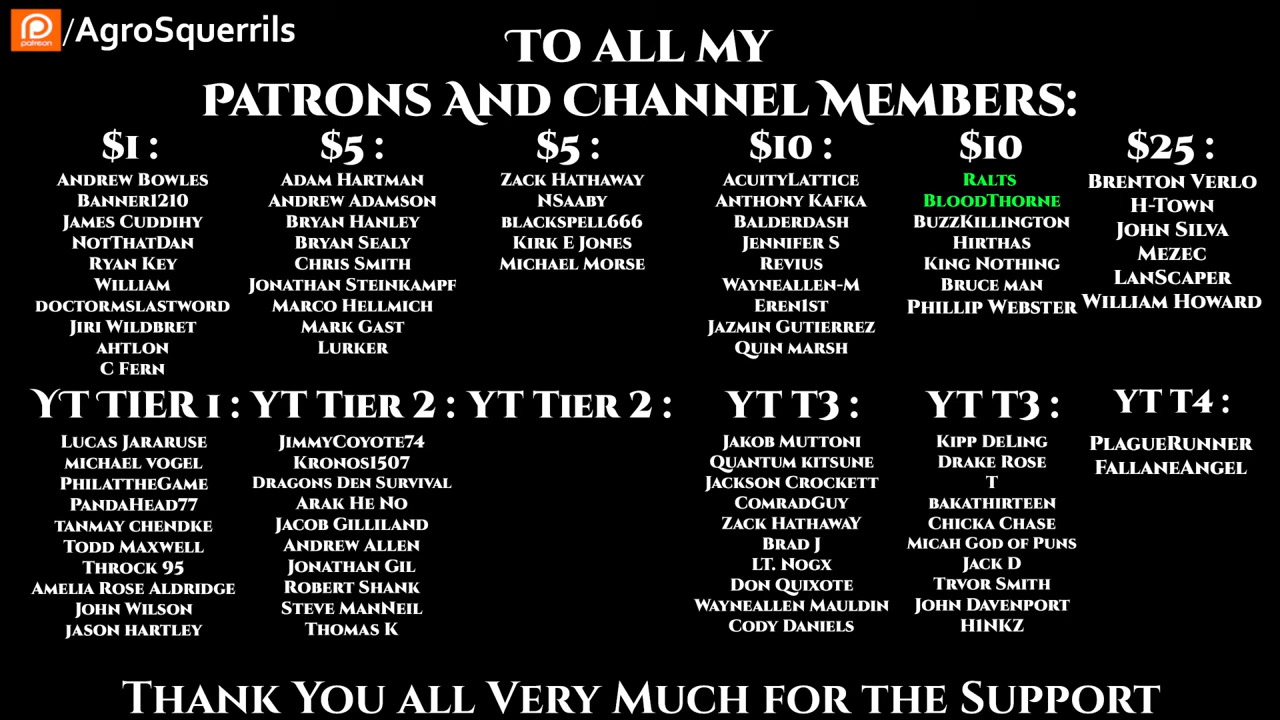 patreon
/AgroSquerrils
To all my
Patrons And Channel Members:
$1 :
Andrew Bowles
Banner1210
James Cuddihy
NotThatDan
Ryan Key
William
doctormslastword
Jiri Wildbret
ahtlon
C Fern
$5 :
Adam Hartman
Andrew Adamson
Bryan Hanley
Bryan Sealy
Chris Smith
Jonathan Steinkampf
Marco Hellmich
Mark Gast
Lurker
$5 :
Zack Hathaway
NSaaby
blackspell666
Kirk E Jones
Michael Morse
$10 :
AcuityLattice
Anthony Kafka
Balderdash
Jennifer S
Revius
Wayneallen-M
Eren1st
Jazmin Gutierrez
Quin marsh
$10
Ralts
BloodThorne
BuzzKillington
Hirthas
King Nothing
Bruce man
Phillip Webster
$25 :
Brenton Verlo
H-Town
John Silva
Mezec
LanScaper
William Howard
YT Tier 1 :
Lucas Jararuse
michael vogel
PhilattheGame
PandaHead77
tanmay chendke
Todd Maxwell
Throck 95
Amelia Rose Aldridge
John Wilson
jason hartley
YT Tier 2 :
JimmyCoyote74
Kronos1507
Dragons Den Survival
Arak He No
Jacob Gilliland
Andrew Allen
Jonathan Gil
Robert Shank
Steve ManNeil
Thomas K
YT Tier 2 :
YT T3 :
Jakob Muttoni
Quantum kitsune
Jackson Crockett
ComradGuy
Zack HathawaY
Brad J
Lt. Nogx
Don Quixote
Wayneallen Mauldin
Cody Daniels
YT T3 :
Kipp DeLing
Drake Rose
T
bakathirteen
Chicka Chase
Micah God of Puns
Jack D
Trvor Smith
John Davenport
H1NKZ
YT T4 :
PlagueRunner
FallaneAngel
Thank You all Very Much for the Support